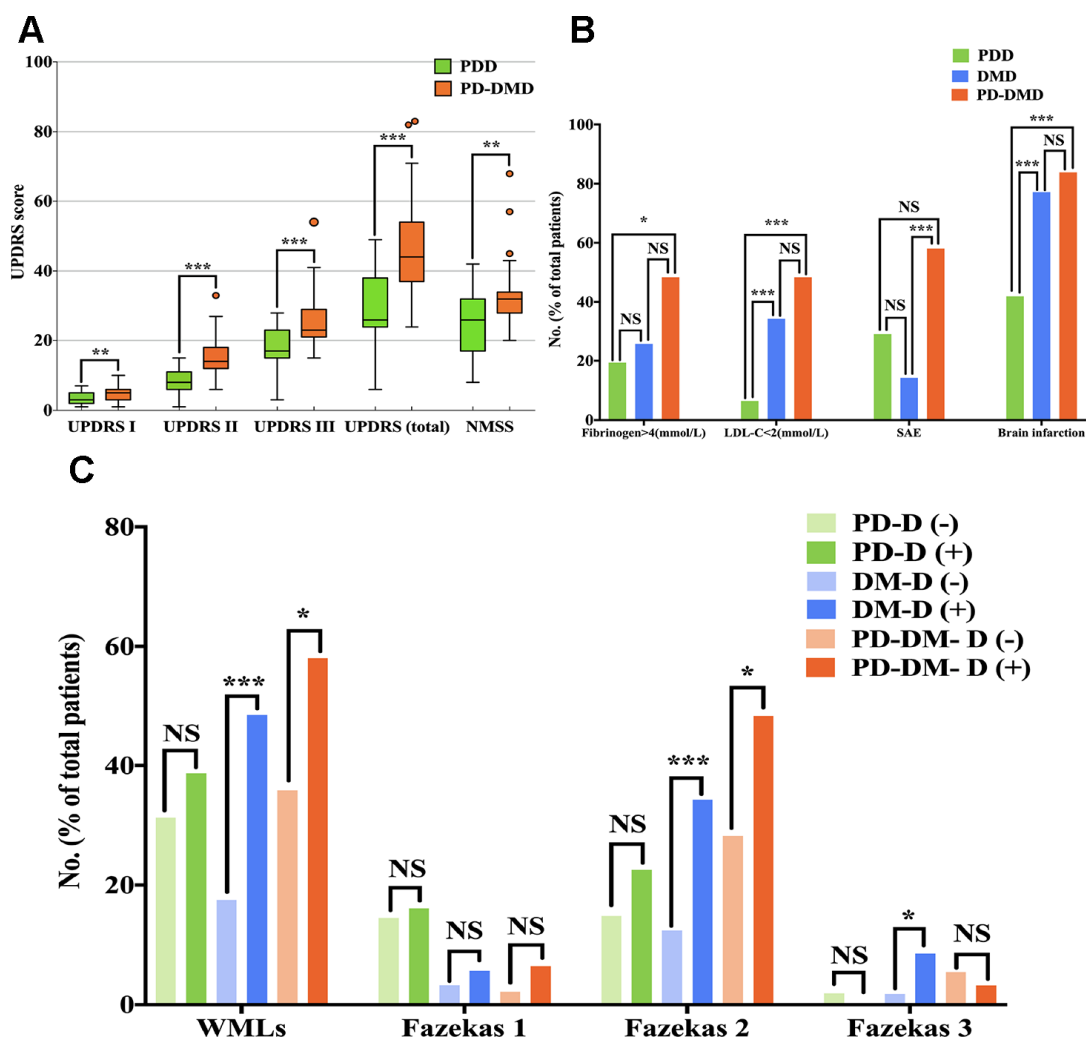 A
PDD
PD-DMD
UPDRS score
100
80
60
40
20
0
**
***
***
***
**
UPDRS I
UPDRS II
UPDRS III
UPDRS (total)
NMSS
B
PDD
DMD
PD-DMD
No. (% of total patients)
100
80
60
40
20
0
*
NS
NS
***
NS
***
NS
***
NS
***
NS
***
Fibrinogen>4(mmol/L)
LDL-C<2(mmol/L)
SAE
Brain infarction
C
PD-D (-)
PD-D (+)
DM-D (-)
DM-D (+)
PD-DM- D (-)
PD-DM- D (+)
No. (% of total patients)
80
60
40
20
0
NS
***
*
NS
NS
NS
NS
***
*
NS
*
NS
WMLs
Fazekas 1
Fazekas 2
Fazekas 3